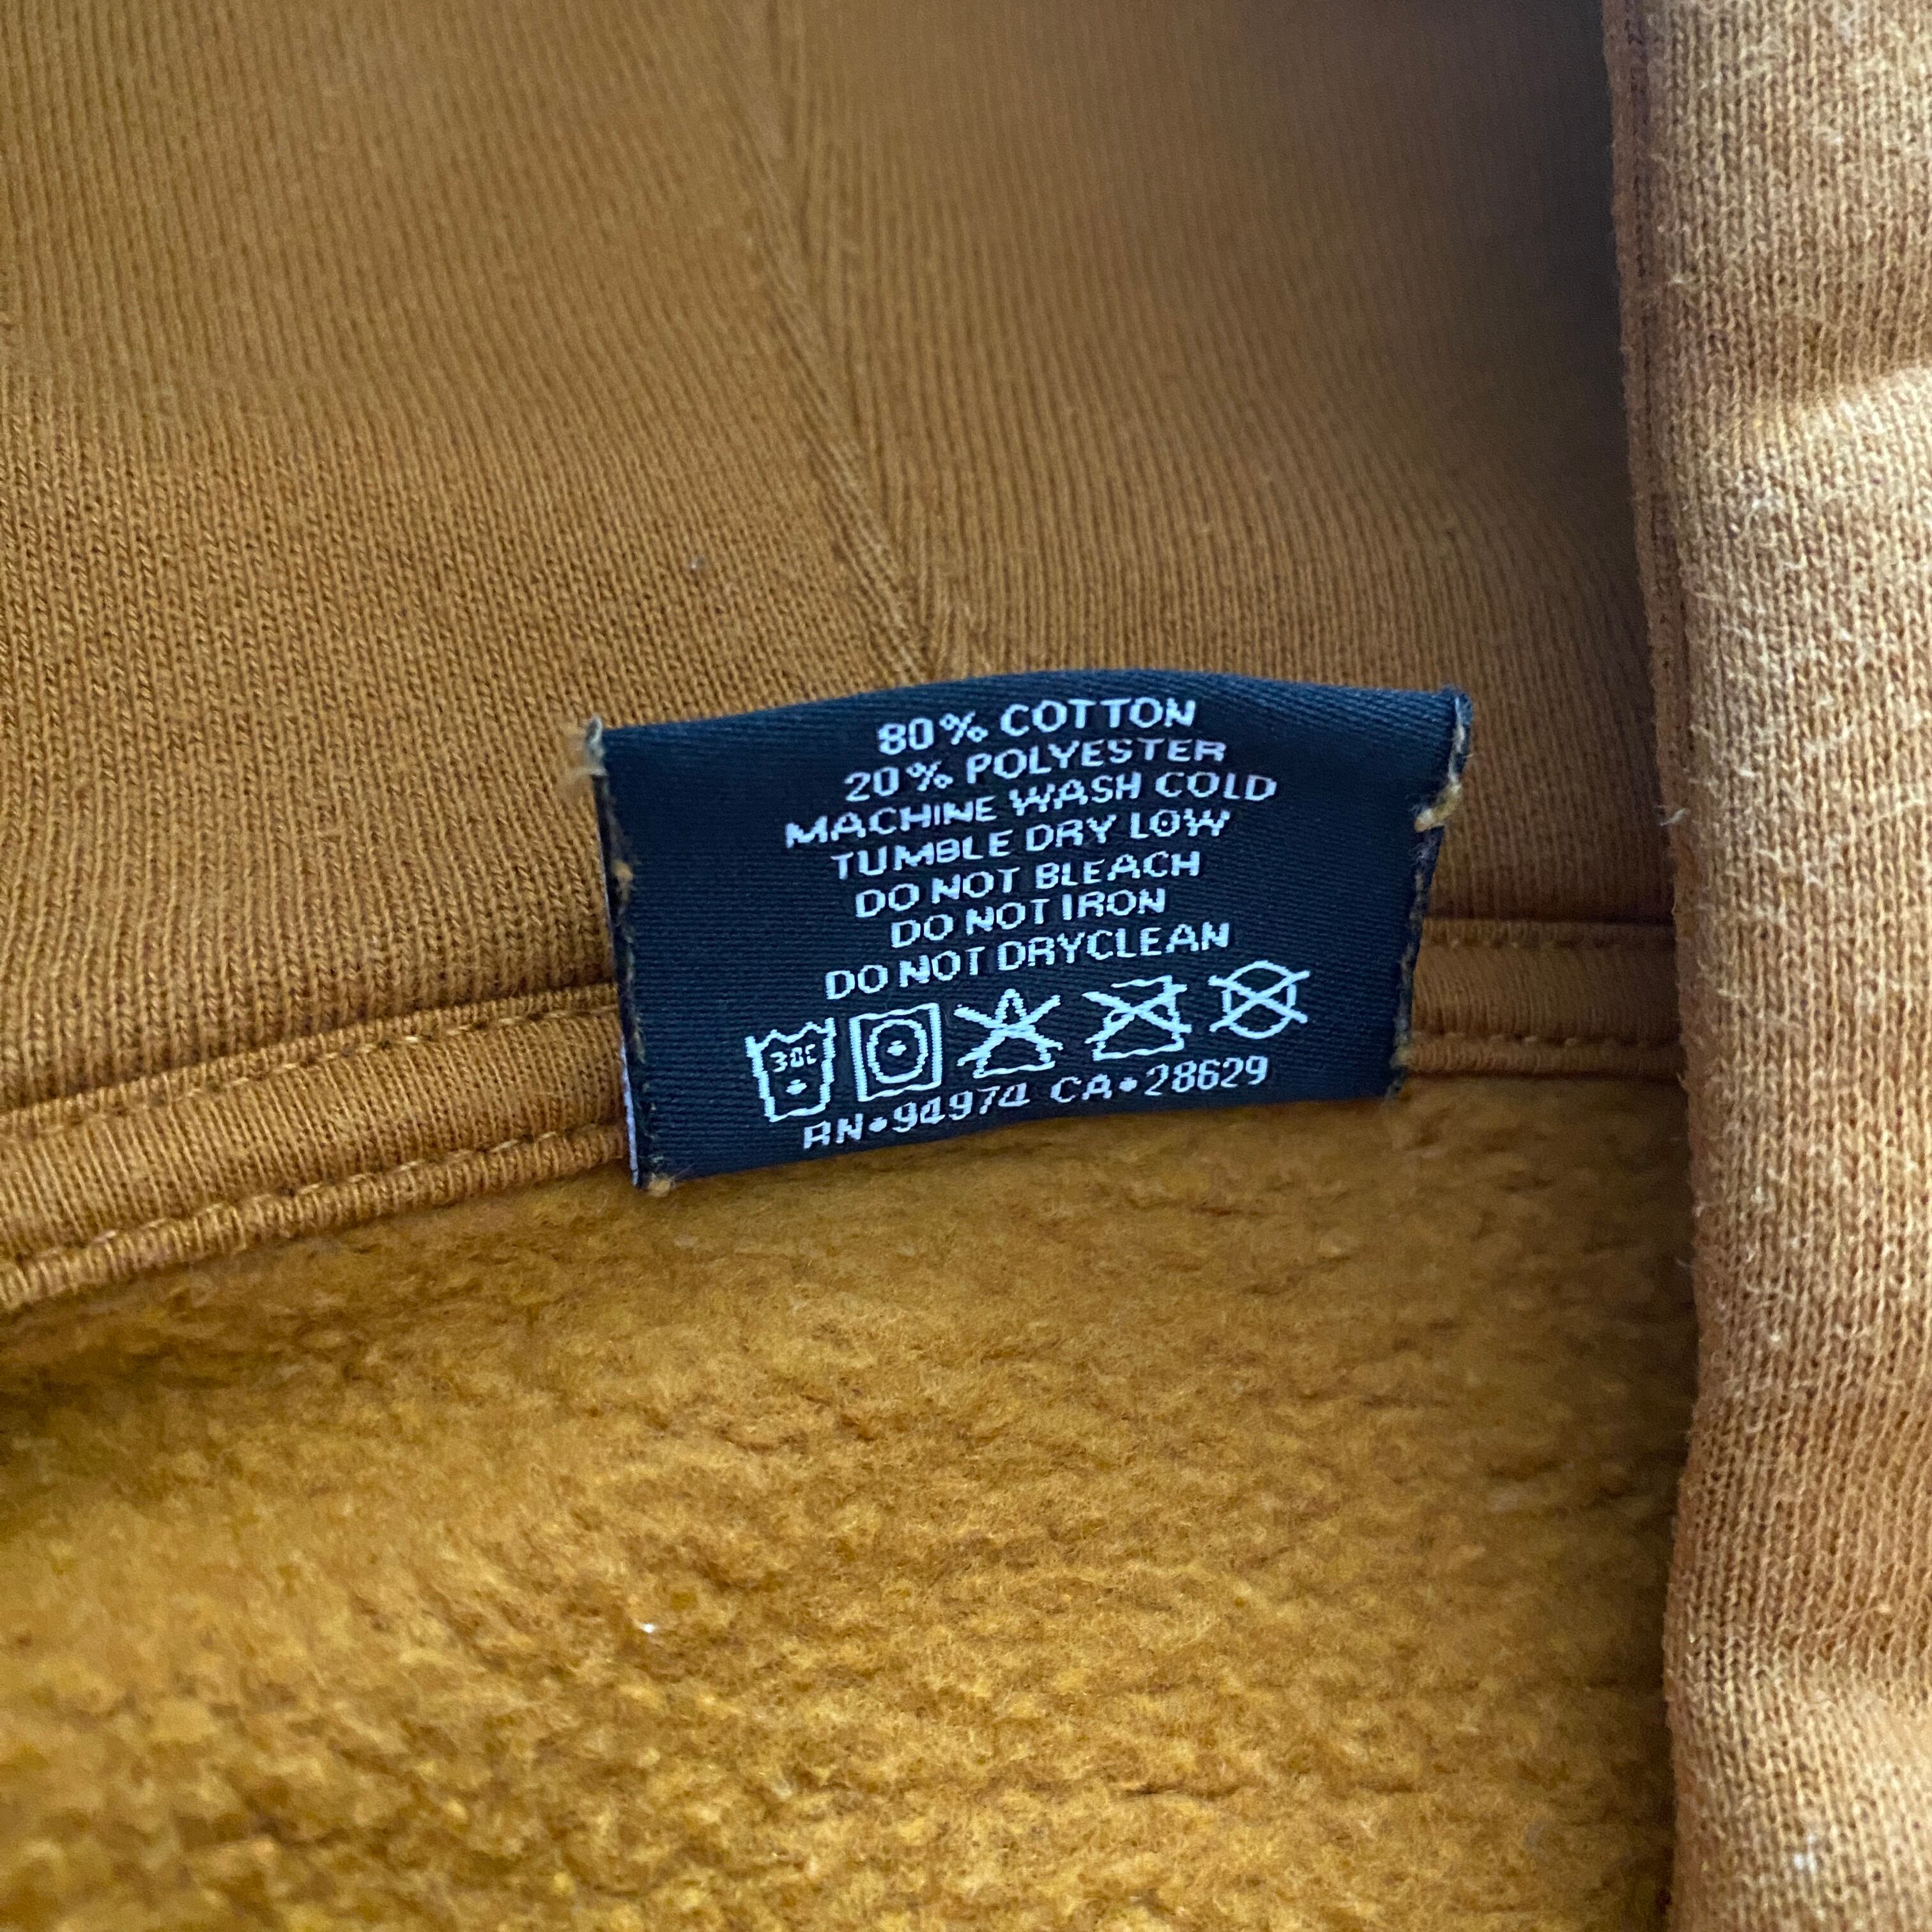 80% COTTON
20% POLYESTER
MACHINE WASH COLD
TUMBLE DRY LOW
DO NOT BLEACH
DO NOT IRON
DO NOT DRYCLEAN
30C
RN•94974 CA•28629